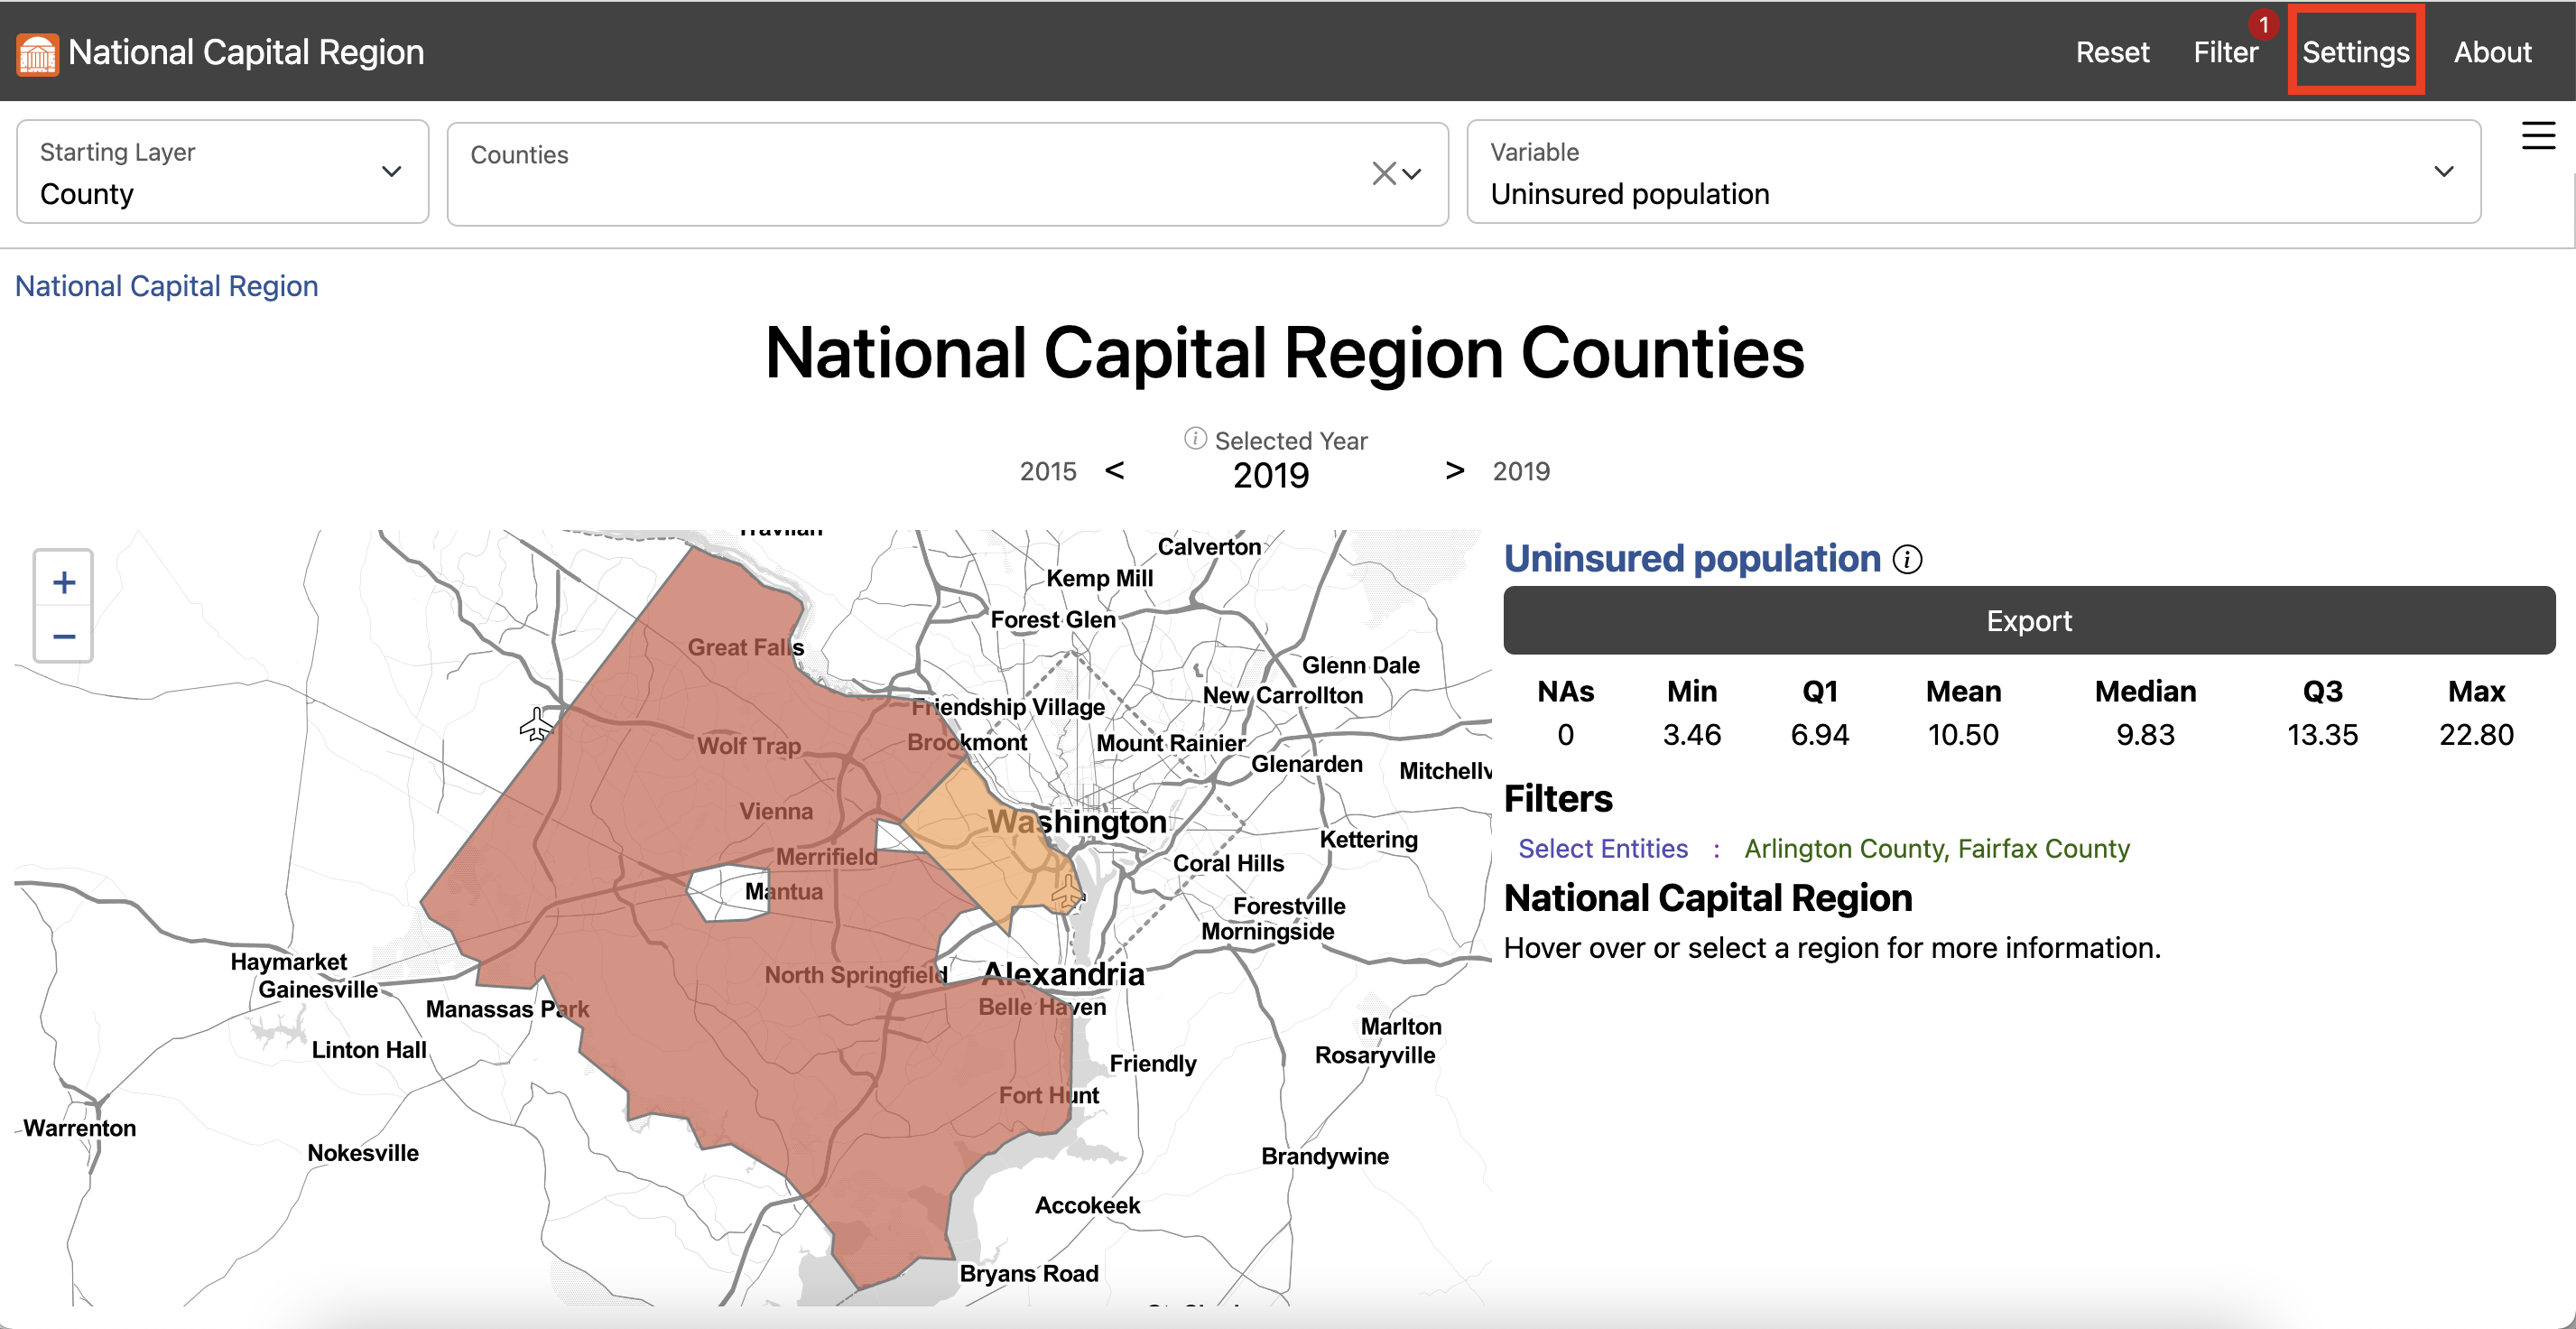 National Capital Region
Reset Filter 1 Settings About
Starting Layer
County
Counties
Variable
Uninsured population
National Capital Region
National Capital Region Counties
Selected Year
2015 < 2019 > 2019
+
−
Calverton
Kemp Mill
Forest Glen
Great Falls
Glenn Dale
New Carrollton
Friendship Village
Wolf Trap
Brookmont
Mount Rainier
Glenarden
Vienna
Washington
Kettering
Merrifield
Coral Hills
Mantua
Forestville
Morningside
Haymarket
Gainesville
North Springfield
Alexandria
Manassas Park
Belle Haven
Marlton
Linton Hall
Friendly
Rosaryville
Fort Hunt
Warrenton
Nokesville
Brandywine
Accokeek
Bryans Road
Uninsured population
Export
NAs Min Q1 Mean Median Q3 Max
0 3.46 6.94 10.50 9.83 13.35 22.80
Filters
Select Entities : Arlington County, Fairfax County
National Capital Region
Hover over or select a region for more information.